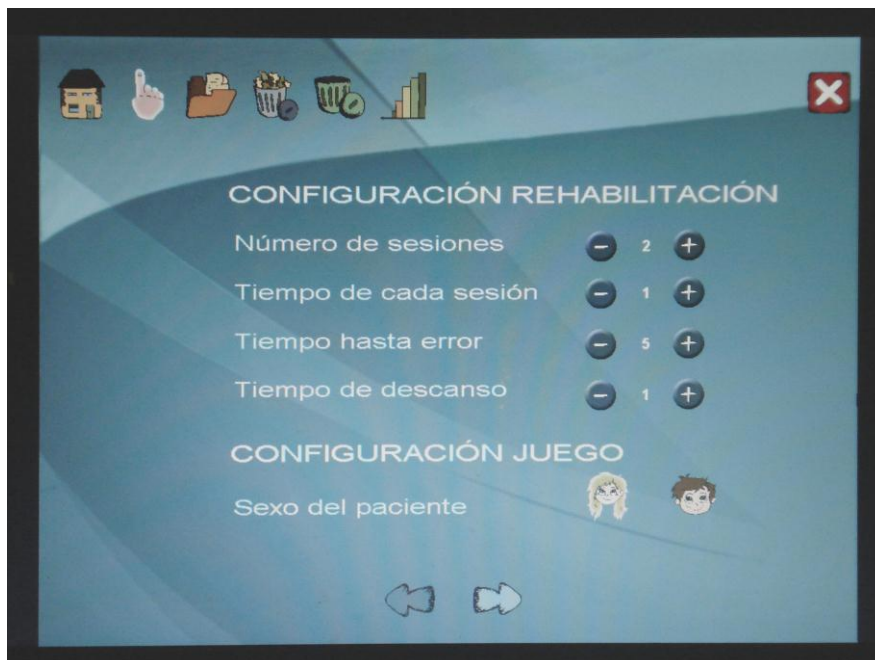 CONFIGURACIÓN REHABILITACIÓN
Número de sesiones - 2 +
Tiempo de cada sesión - 1 +
Tiempo hasta error - 5 +
Tiempo de descanso - 1 +
CONFIGURACIÓN JUEGO
Sexo del paciente